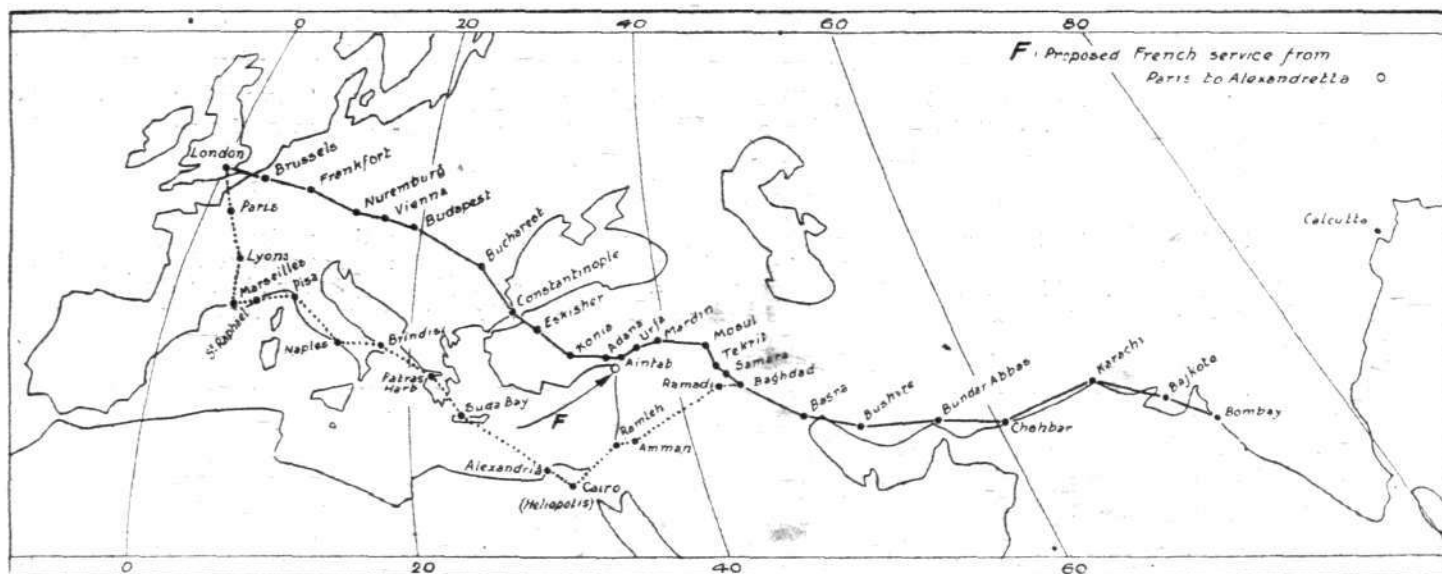 0 20 40 60 80
F : Proposed French service from
Paris to Alexandretta
London
Brussels
Frankfort
Nuremburg
Vienna
Budapest
Bucharest
Constantinople
Eskisher
Konia
Adana
Urfa
Mardin
Mosul
Tekrit
Samara
Baghdad
Aintab
Ramadi
Basra
Bushire
Bundar Abbas
Chahbar
Karachi
Bajkote
Bombay
Calcutta
Paris
Lyons
Marseilles
St Raphael
Pisa
Naples
Brindisi
Patras
Harb
Suda Bay
F
Ramleh
Amman
Alexandria
Cairo
(Heliopolis)
0 20 40 60